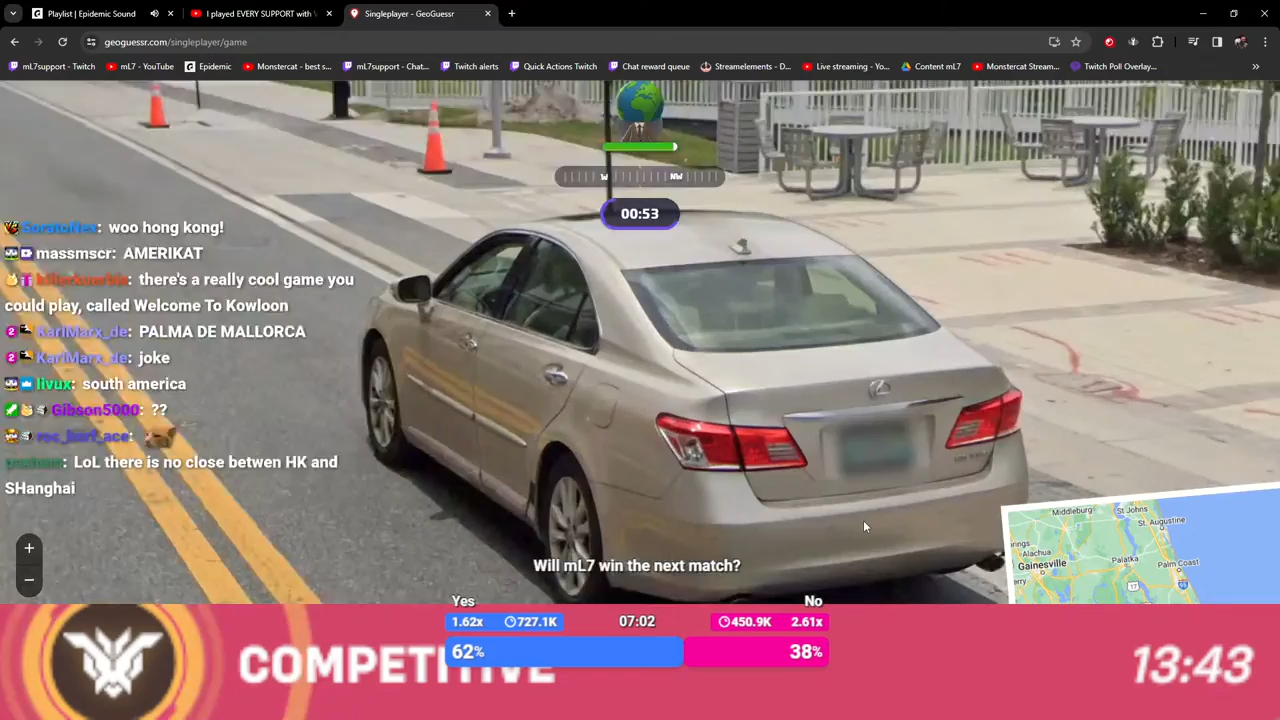 Playlist | Epidemic Sound
I played EVERY SUPPORT with
Singleplayer - GeoGuessr
geoguessr.com/singleplayer/game
mL7support - Twitch
mL7 - YouTube
Epidemic
Monstercat - best s...
mL7support - Chat...
Twitch alerts
Quick Actions Twitch
Chat reward queue
Streamelements – D...
Live streaming - Yo...
Content mL7
Monstercat Stream...
Twitch Poll Overlay...
W NW
00:53
woo hong kong!
massmscr: AMERIKAT
there's a really cool game you
could play, called Welcome To Kowloon
KarlMarx_de: PALMA DE MALLORCA
KarlMarx_de: joke
livux: south america
Gibson5000: ??
LoL there is no close betwen HK and
SHanghai
Middleburg
St Johns
St. Augustine
Alachua
Gainesville
Palatka
Palm Coast
17
Will mL7 win the next match?
Yes
No
1.62x 727.1K
07:02
450.9K 2.61x
62%
38%
COMPETITIVE
13:43